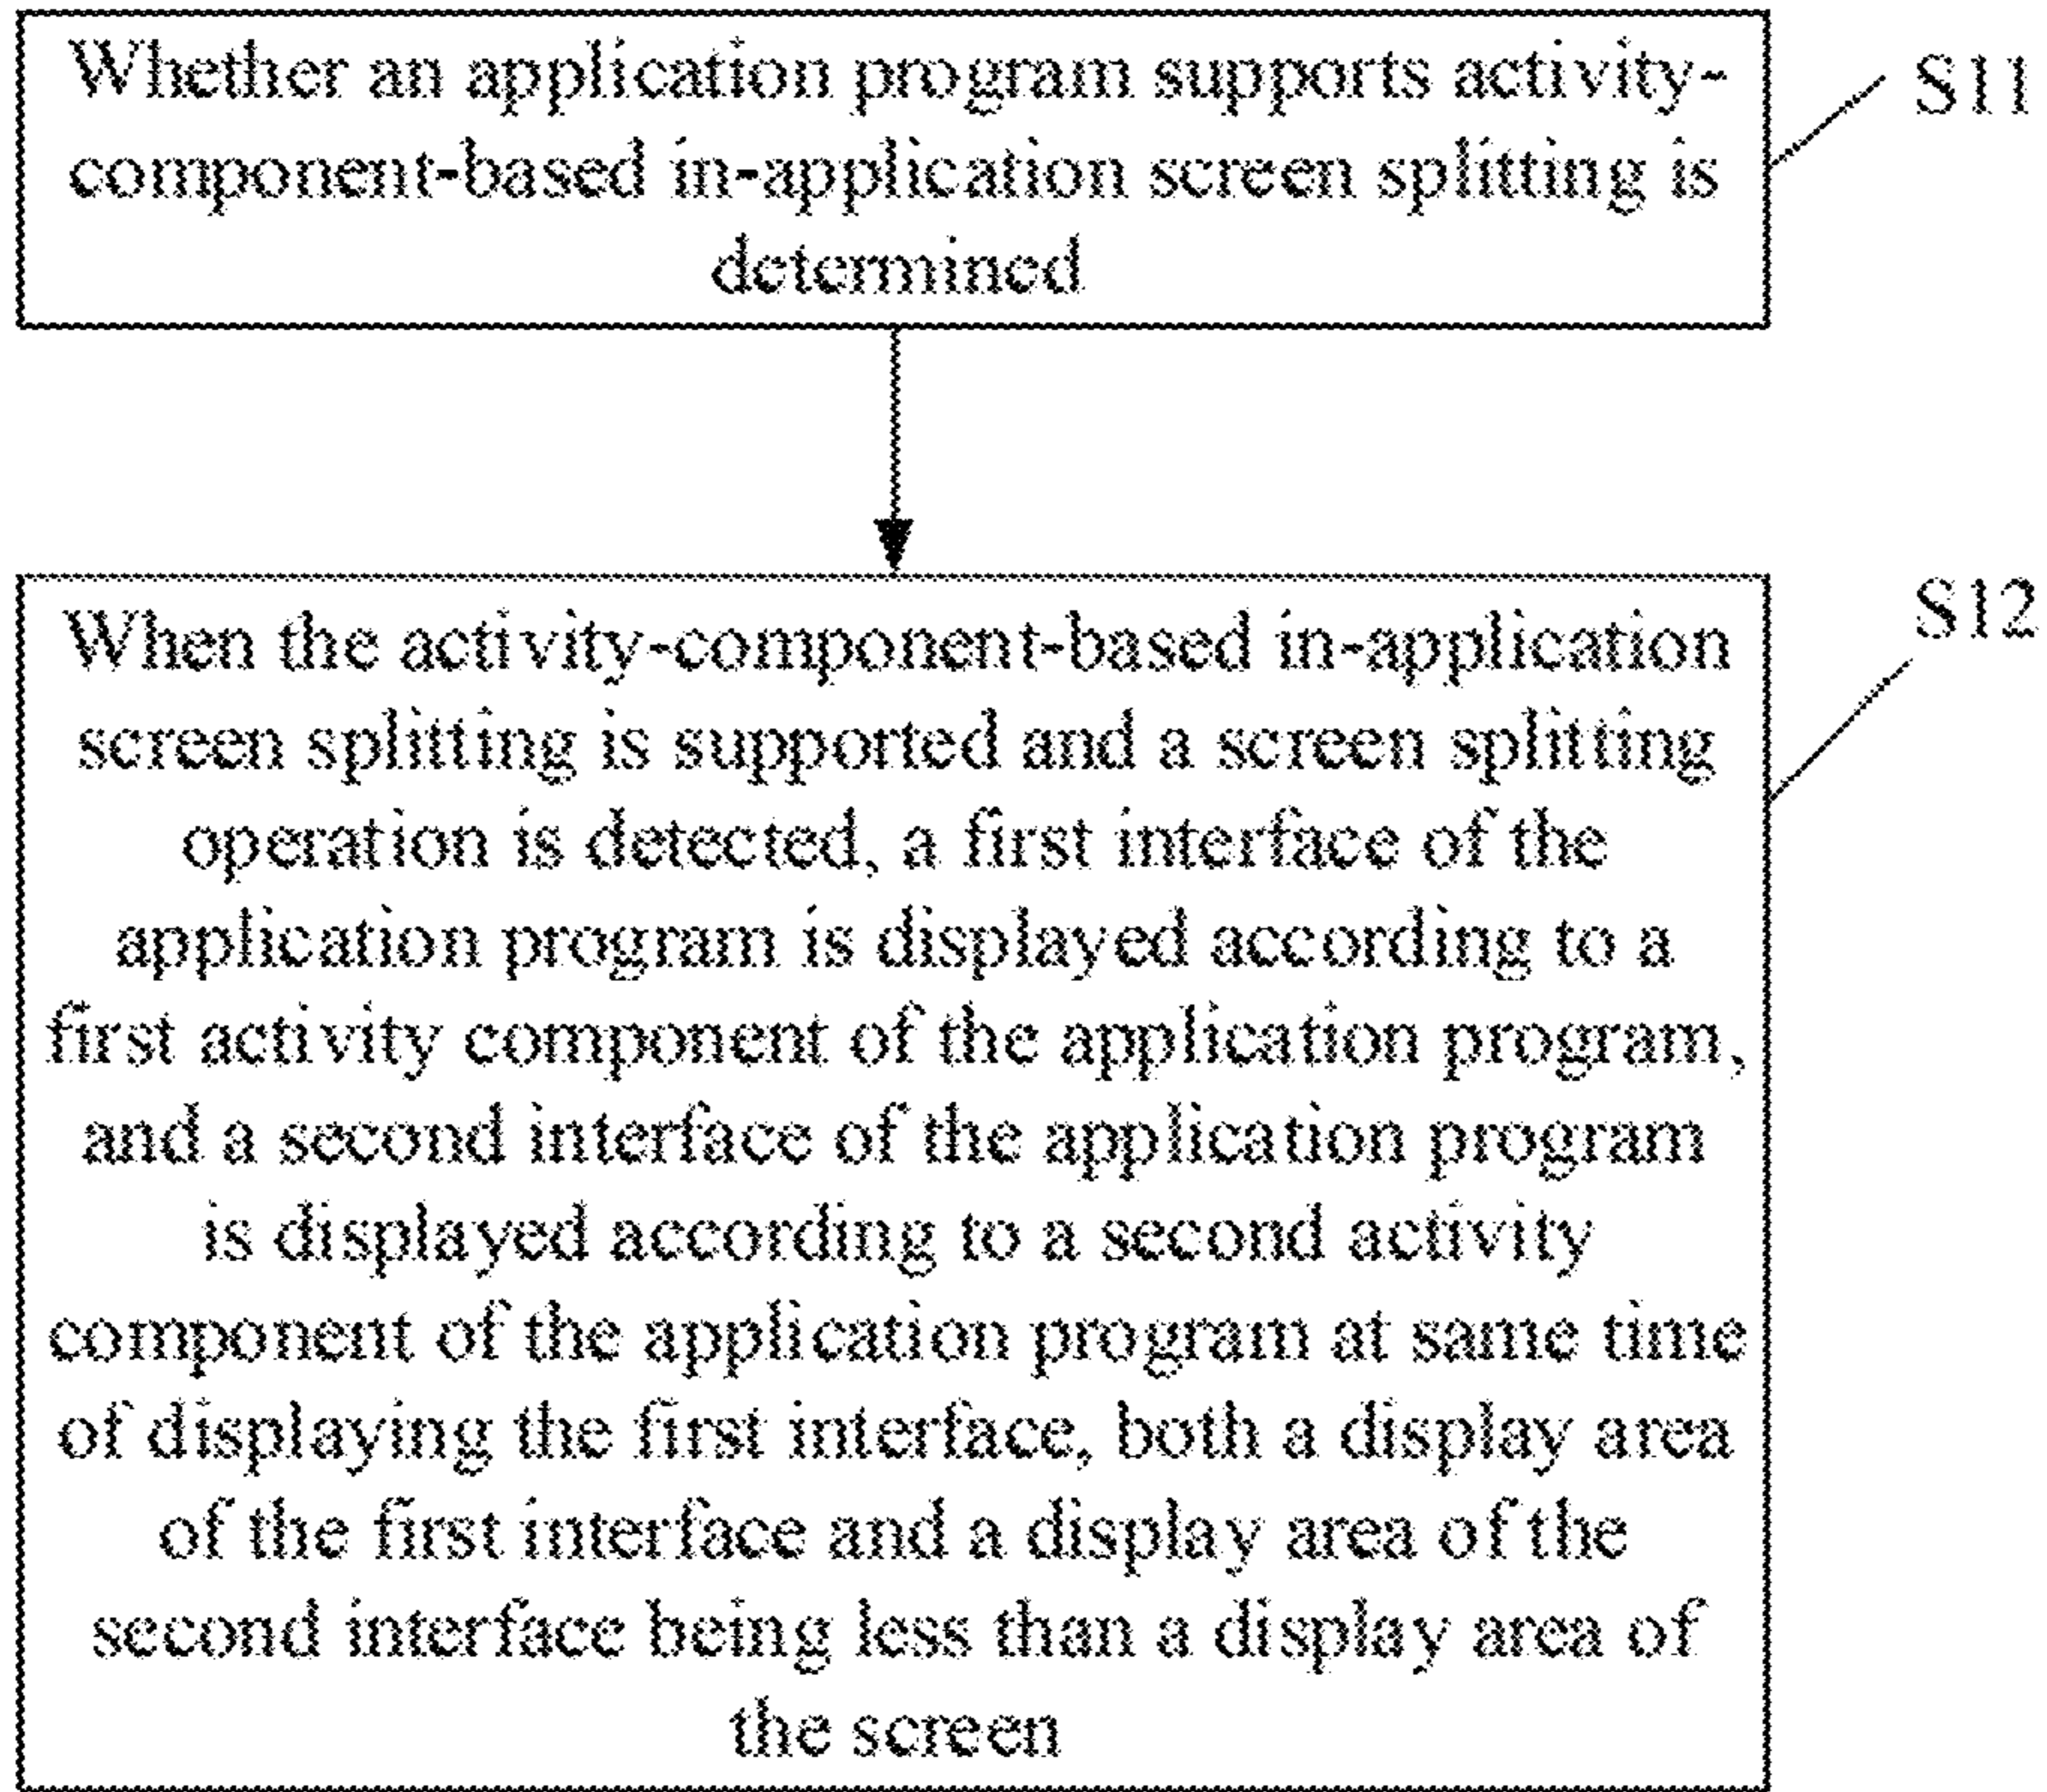 Whether an application program supports activity-
component-based in-application screen splitting is
determined
S11
When the activity-component-based in-application
screen splitting is supported and a screen splitting
operation is detected, a first interface of the
application program is displayed according to a
first activity component of the application program,
and a second interface of the application program
is displayed according to a second activity
component of the application program at same time
of displaying the first interface, both a display area
of the first interface and a display area of the
second interface being less than a display area of
the screen
S12